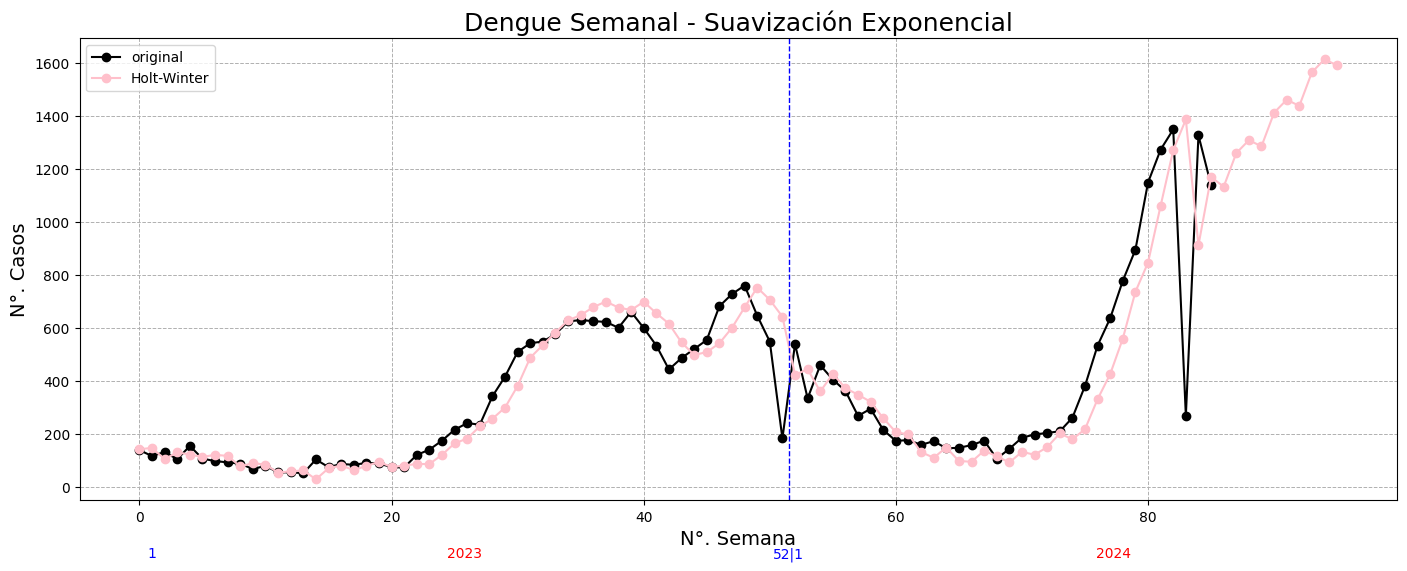 Dengue Semanal - Suavización Exponencial
original
Holt-Winter
N°. Casos
1600
1400
1200
1000
800
600
400
200
0
0 20 40 60 80
N°. Semana
1 2023 52|1 2024